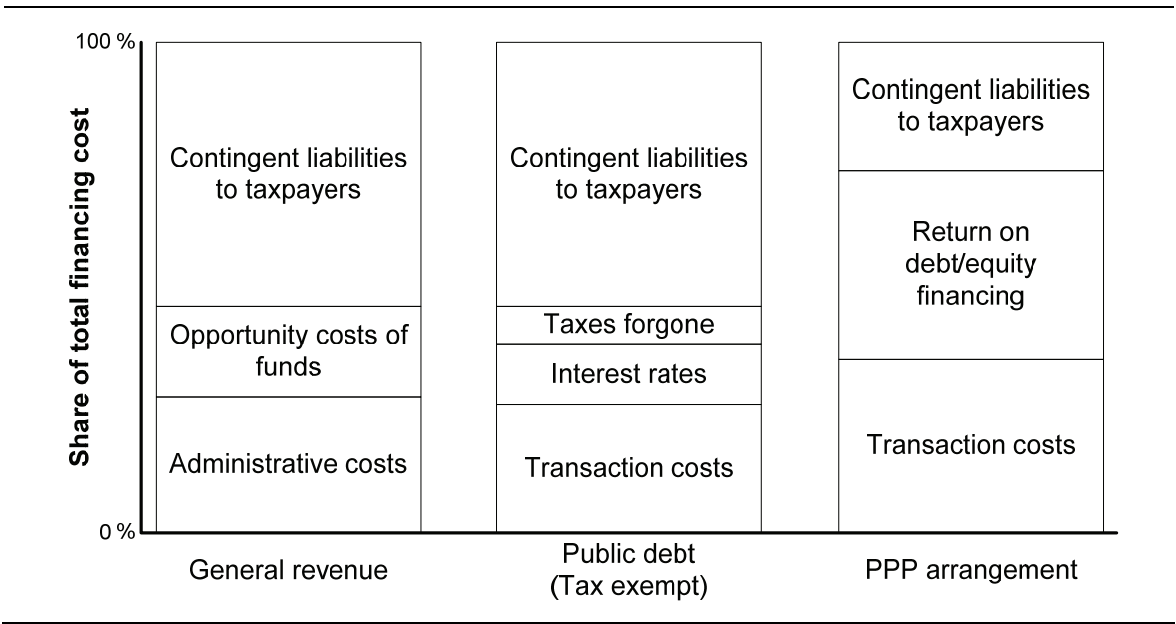 100 %
Share of total financing cost
0 %
Contingent liabilities
to taxpayers
Opportunity costs of
funds
Administrative costs
General revenue
Contingent liabilities
to taxpayers
Taxes forgone
Interest rates
Transaction costs
Public debt
(Tax exempt)
Contingent liabilities
to taxpayers
Return on
debt/equity
financing
Transaction costs
PPP arrangement